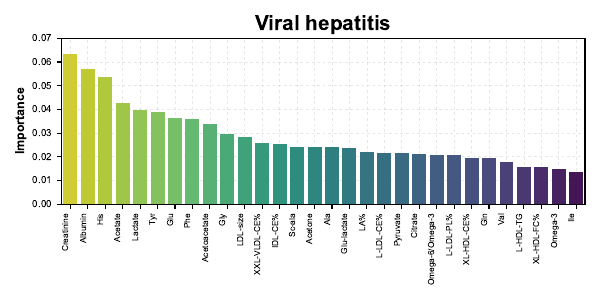 Viral hepatitis
Importance
0.07
0.06
0.05
0.04
0.03
0.02
0.01
0.00
Creatinine
Albumin
His
Acetate
Lactate
Tyr
Glu
Phe
Acetoacetate
Gly
LDL-size
XXL-VLDL-CE%
IDL-CE%
Sc-ala
Acetone
Ala
Glu-lactate
LA%
L-LDL-CE%
Pyruvate
Citrate
Omega-6/Omega-3
L-LDL-PL%
XL-HDL-CE%
Gln
Val
L-HDL-TG
XL-HDL-FC%
Omega-3
Ile